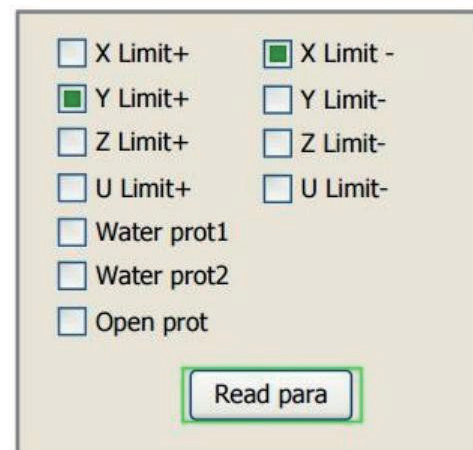 X Limit+ X Limit -
Y Limit+ Y Limit-
Z Limit+ Z Limit-
U Limit+ U Limit-
Water prot1
Water prot2
Open prot
Read para